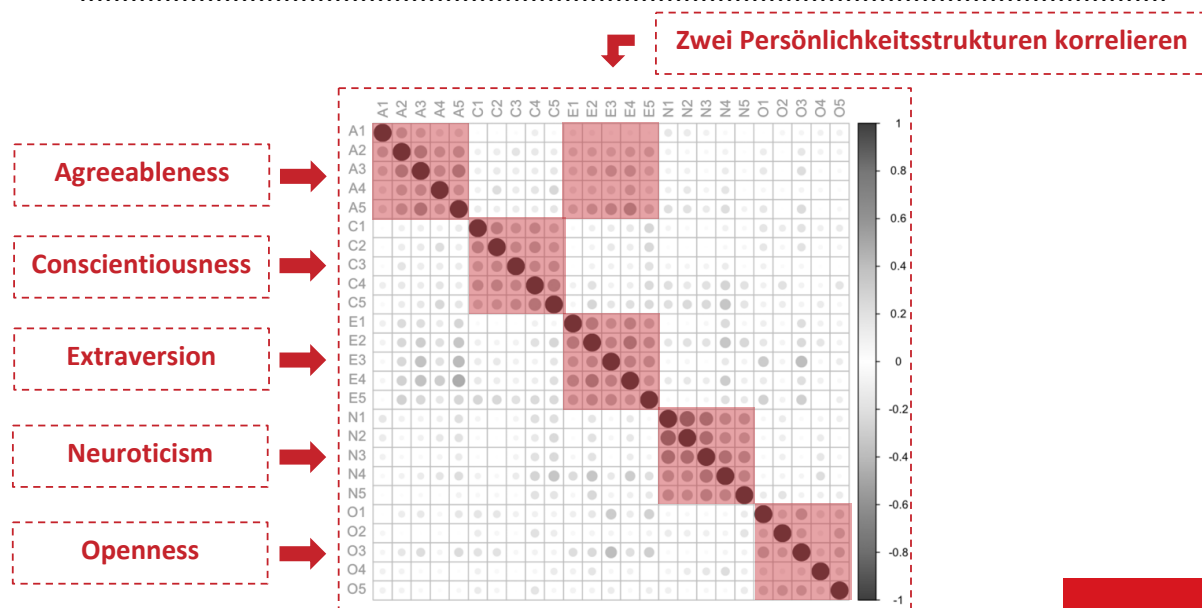 Zwei Persönlichkeitsstrukturen korrelieren
A1 A2 A3 A4 A5 C1 C2 C3 C4 C5 E1 E2 E3 E4 E5 N1 N2 N3 N4 N5 O1 O2 O3 O4 O5
A1
A2
A3
A4
A5
C1
C2
C3
C4
C5
E1
E2
E3
E4
E5
N1
N2
N3
N4
N5
O1
O2
O3
O4
O5
Agreeableness
Conscientiousness
Extraversion
Neuroticism
Openness
1
0.8
0.6
0.4
0.2
0
-0.2
-0.4
-0.6
-0.8
-1